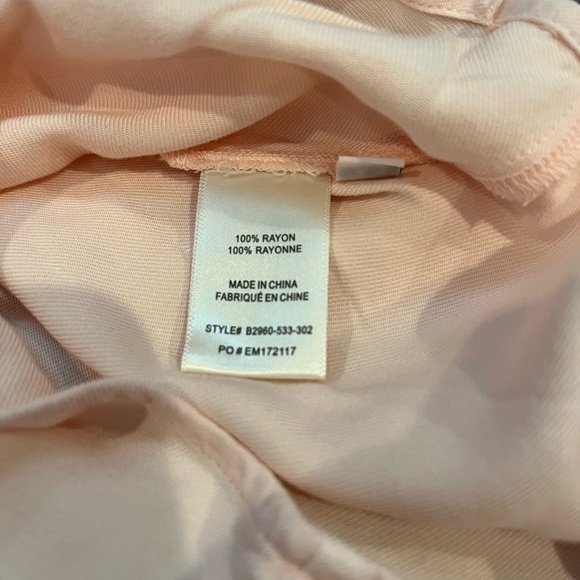 100% RAYON
100% RAYONNE
MADE IN CHINA
FABRIQUÉ EN CHINE
STYLE# B2960-533-302
PO # EM172117